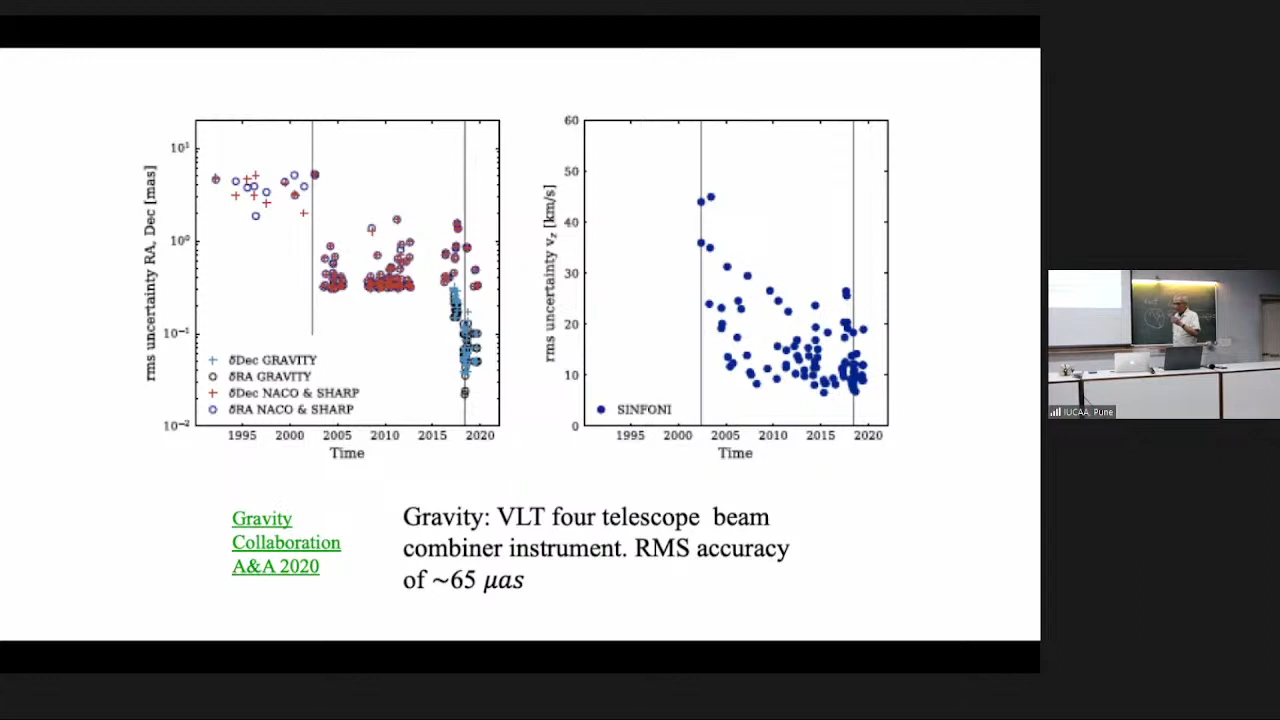 rms uncertainty RA, Dec [mas]
10¹
10⁰
10⁻¹
10⁻²
+ δDec GRAVITY
δRA GRAVITY
+ δDec NACO & SHARP
δRA NACO & SHARP
1995 2000 2005 2010 2015 2020
Time
rms uncertainty v_z [km/s]
60
50
40
30
20
10
0
SINFONI
1995 2000 2005 2010 2015 2020
Time
Gravity
Collaboration
A&A 2020
Gravity: VLT four telescope beam
combiner instrument. RMS accuracy
of ~65 μas
IUCAA, Pune